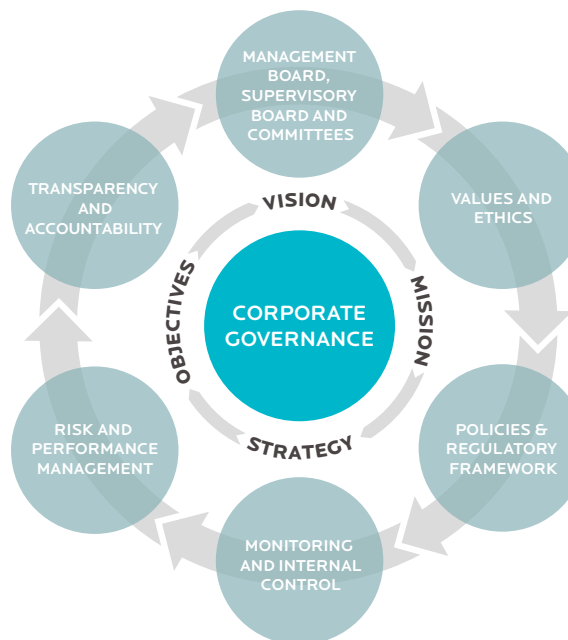 MANAGEMENT
BOARD,
SUPERVISORY
BOARD AND
COMMITTEES
TRANSPARENCY
AND
ACCOUNTABILITY
VALUES AND
ETHICS
VISION
OBJECTIVES
MISSION
CORPORATE
GOVERNANCE
STRATEGY
RISK AND
PERFORMANCE
MANAGEMENT
POLICIES &
REGULATORY
FRAMEWORK
MONITORING
AND INTERNAL
CONTROL